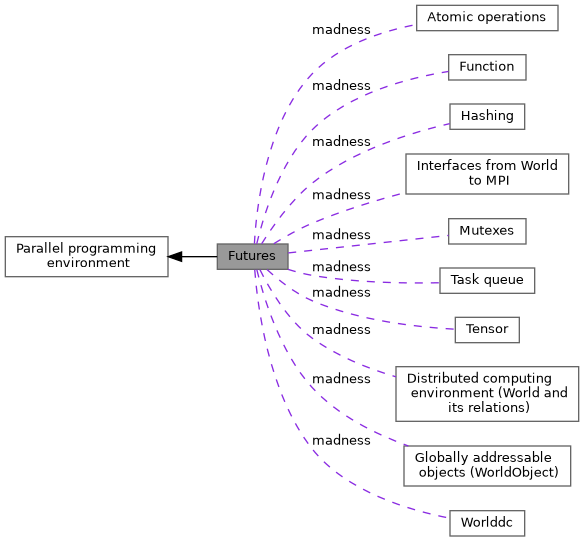 Atomic operations
madness
Function
madness
Hashing
madness
Interfaces from World
to MPI
madness
Mutexes
madness
Parallel programming
environment
Futures
Task queue
madness
madness
Tensor
madness
Distributed computing
environment (World and
its relations)
madness
Globally addressable
objects (WorldObject)
madness
Worlddc